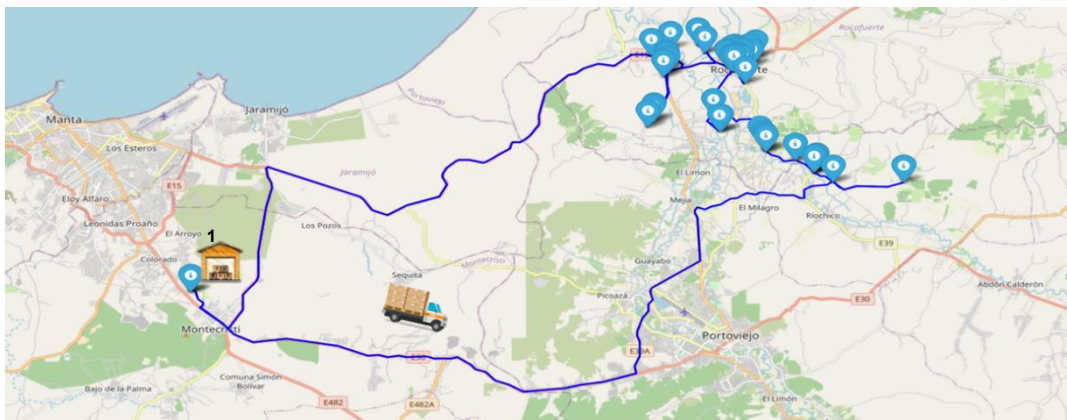 Rocafuerte
Portoviejo
Jaramijó
Manta
Los Esteros
Jaramijó
E15
El Limon
Eloy Alfaro
Mejia
Leonidas Proaño
Los Pozos
El Milagro
Riochico
1
El Arroyo
E39
Colorado
Montecristi
Guayabo
Sequita
Abdón Calderón
Picoazá
E30
Montecristi
Portoviejo
E30
E30A
Bajo de la Palma
Comuna Simón
Bolívar
E482
E482A
El Limón